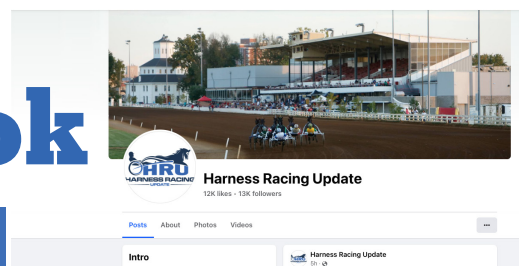 ok
HRU
HARNESS RACING
UPDATE
Harness Racing Update
12K likes • 13K followers
Posts About Photos Videos
Intro
Harness Racing Update
5h ·